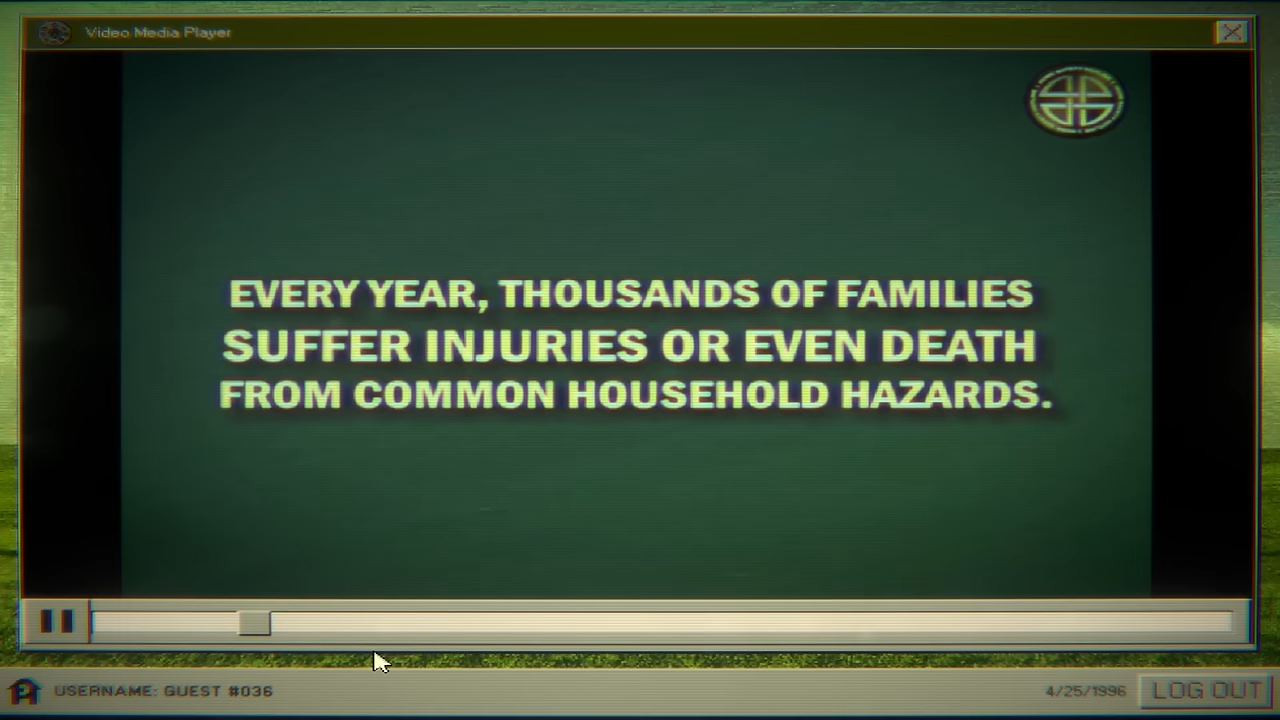 Video Media Player
EVERY YEAR, THOUSANDS OF FAMILIES
SUFFER INJURIES OR EVEN DEATH
FROM COMMON HOUSEHOLD HAZARDS.
USERNAME: GUEST #036
4/25/1996
LOG OUT